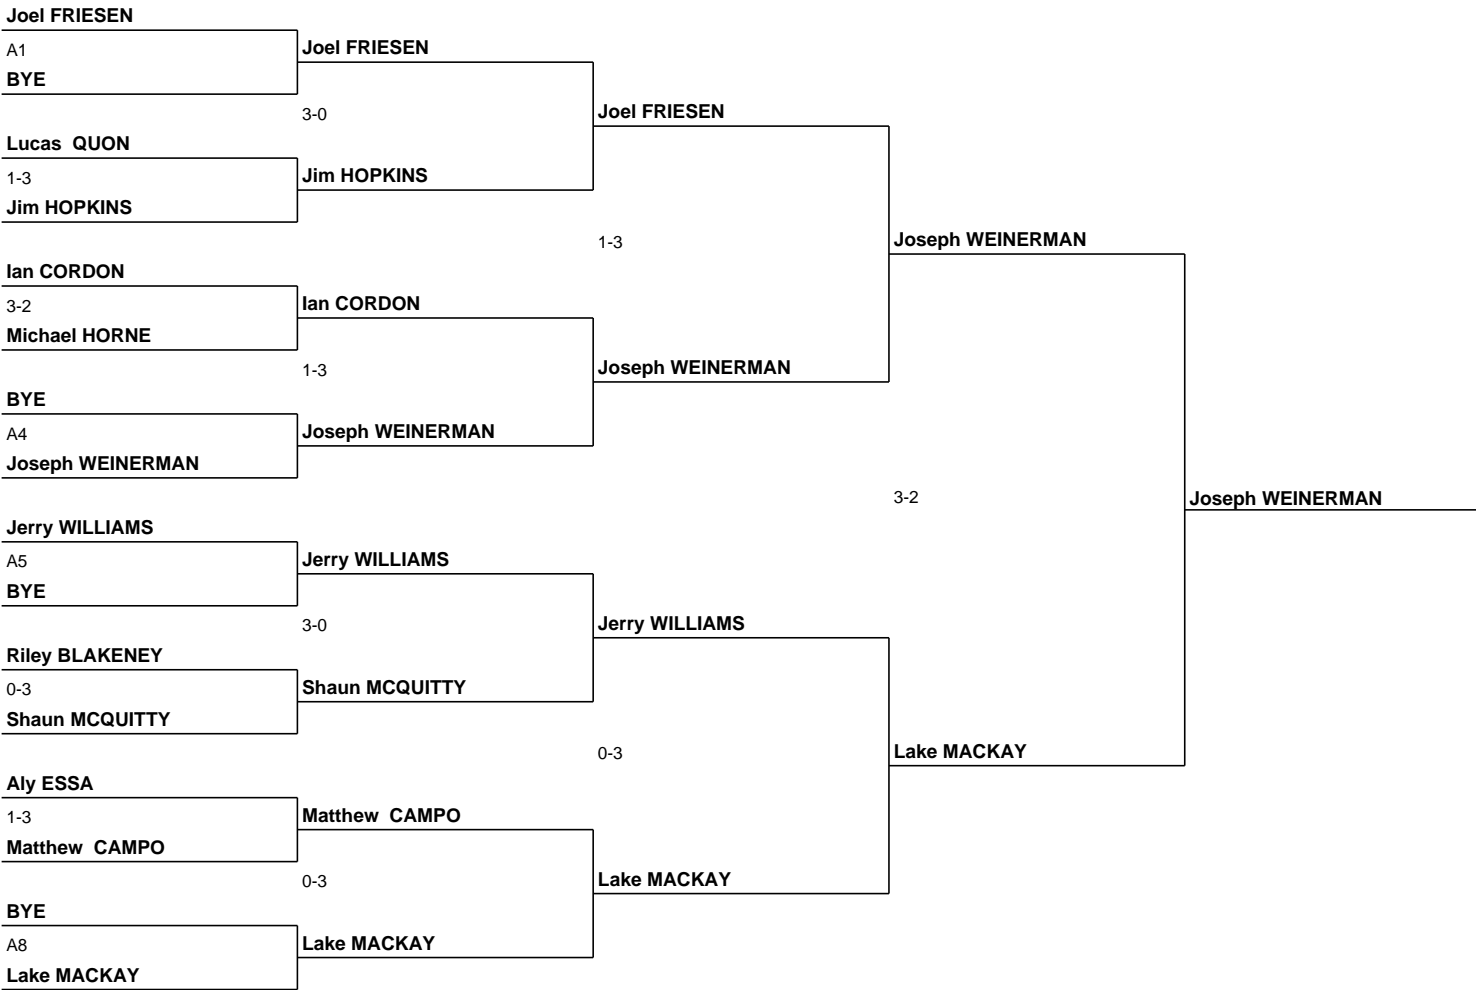 Joel FRIESEN
A1
BYE
Lucas  QUON
1-3
Jim HOPKINS
Ian CORDON
3-2
Michael HORNE
BYE
A4
Joseph WEINERMAN
Jerry WILLIAMS
A5
BYE
Riley BLAKENEY
0-3
Shaun MCQUITTY
Aly ESSA
1-3
Matthew  CAMPO
BYE
A8
Lake MACKAY
Joel FRIESEN
3-0
Jim HOPKINS
Ian CORDON
1-3
Joseph WEINERMAN
Jerry WILLIAMS
3-0
Shaun MCQUITTY
Matthew  CAMPO
0-3
Lake MACKAY
Joel FRIESEN
1-3
Joseph WEINERMAN
Jerry WILLIAMS
0-3
Lake MACKAY
Joseph WEINERMAN
3-2
Lake MACKAY
Joseph WEINERMAN